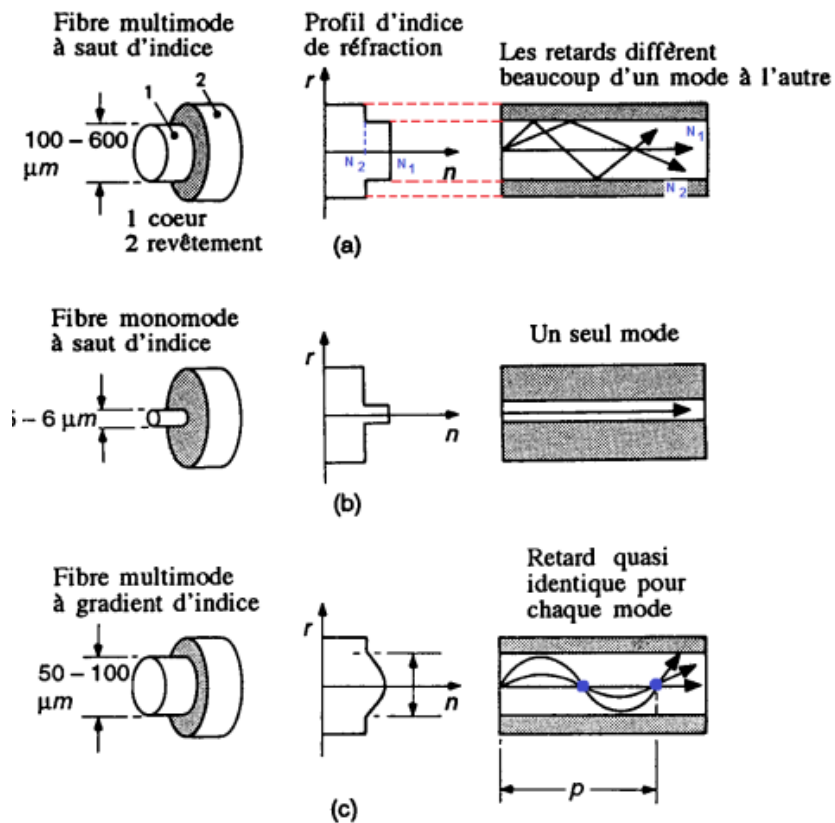 Fibre multimode
à saut d'indice
Profil d'indice
de réfraction
Les retards diffèrent
beaucoup d'un mode à l'autre
1
2
100 – 600
μm
1 coeur
2 revêtement
r
N2
N1
n
N1
N2
(a)
Fibre monomode
à saut d'indice
Un seul mode
r
– 6 μm
n
(b)
Fibre multimode
à gradient d'indice
Retard quasi
identique pour
chaque mode
r
50 – 100
μm
n
p
(c)